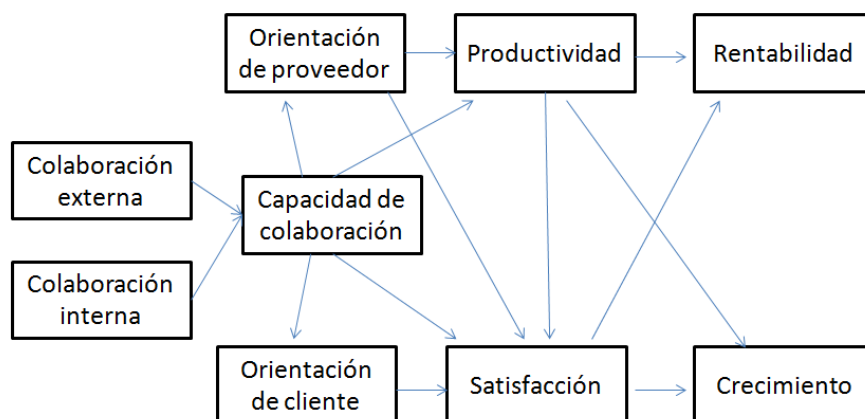 Orientación
de proveedor
Productividad
Rentabilidad
Colaboración
externa
Capacidad de
colaboración
Colaboración
interna
Orientación
de cliente
Satisfacción
Crecimiento